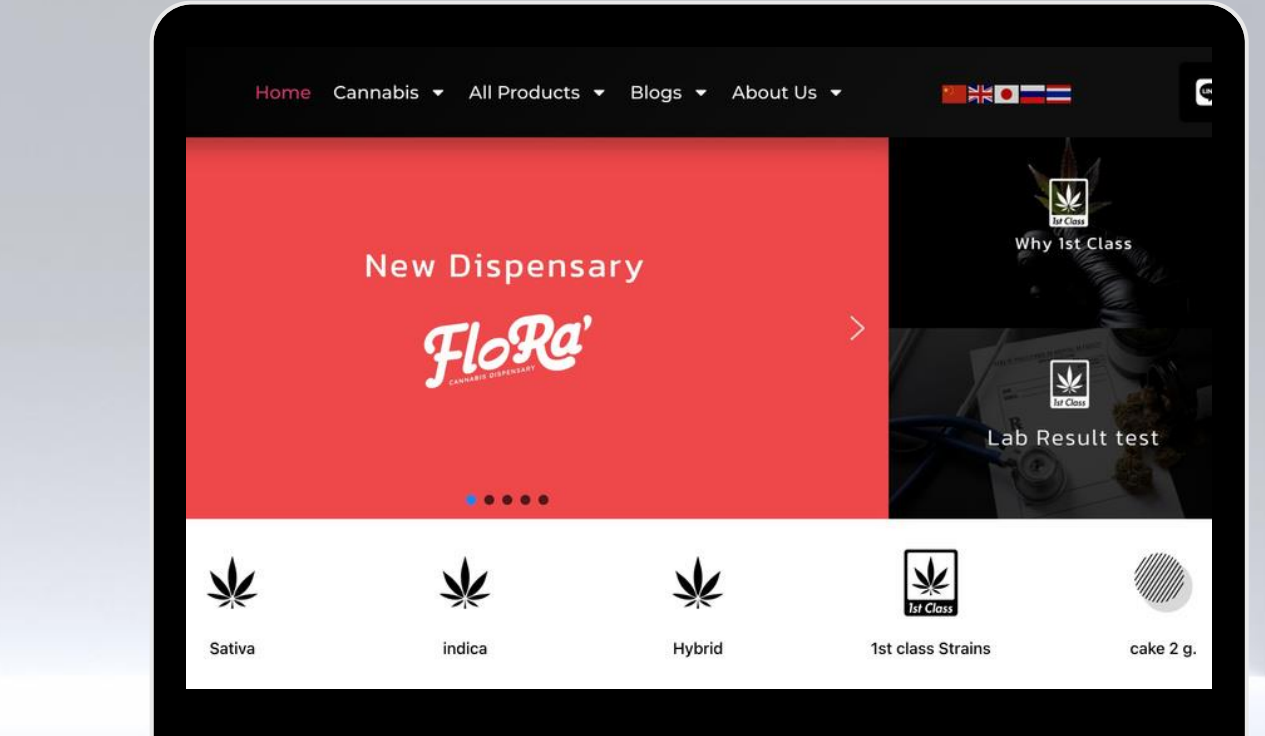 Home Cannabis All Products Blogs About Us
New Dispensary
FloRa'
CANNABIS DISPENSARY
1st Class
Why 1st Class
1st Class
Lab Result test
1st Class
Sativa indica Hybrid 1st class Strains cake 2 g.